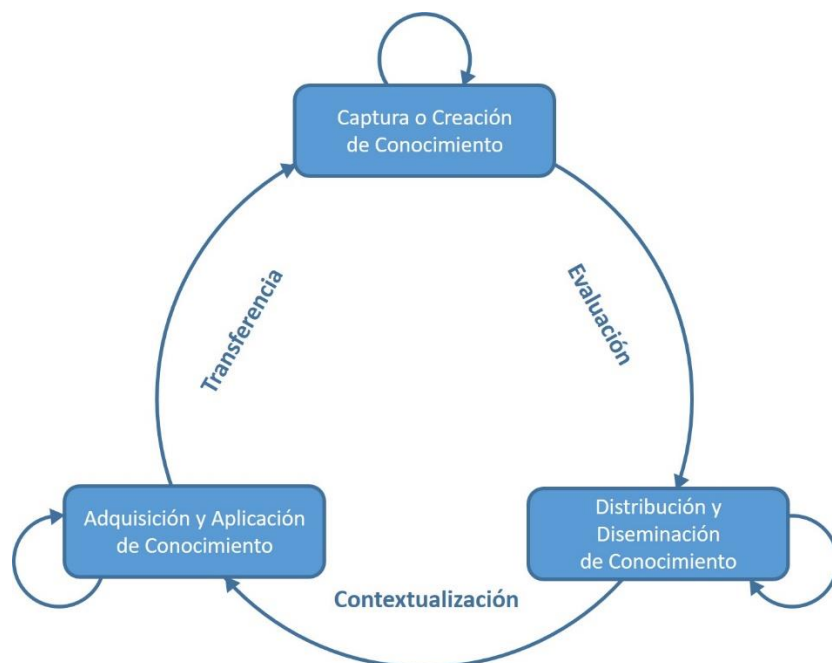 Captura o Creación
de Conocimiento
Transferencia
Evaluación
Adquisición y Aplicación
de Conocimiento
Distribución y
Diseminación
de Conocimiento
Contextualización